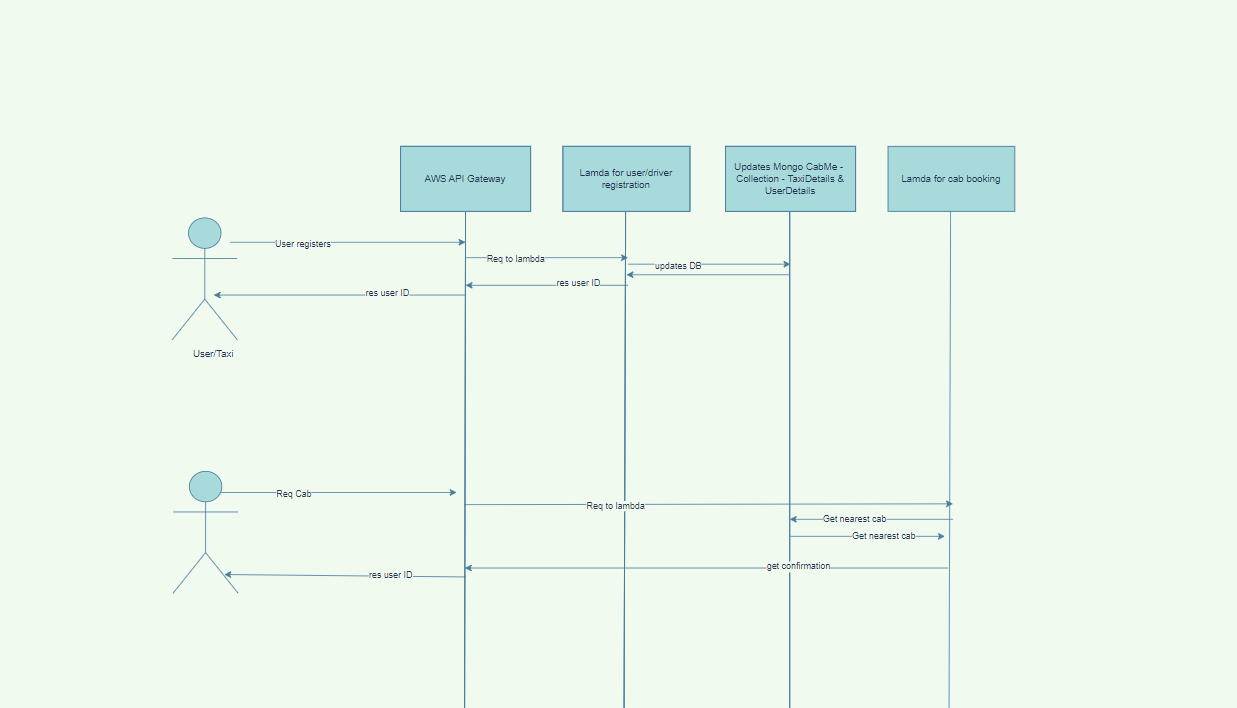 AWS API Gateway
Lamda for user/driver
registration
Updates Mongo CabMe -
Collection - TaxiDetails &
UserDetails
Lamda for cab booking
User registers
Req to lambda
updates DB
res user ID
res user ID
User/Taxi
Req Cab
Req to lambda
Get nearest cab
Get nearest cab
get confirmation
res user ID